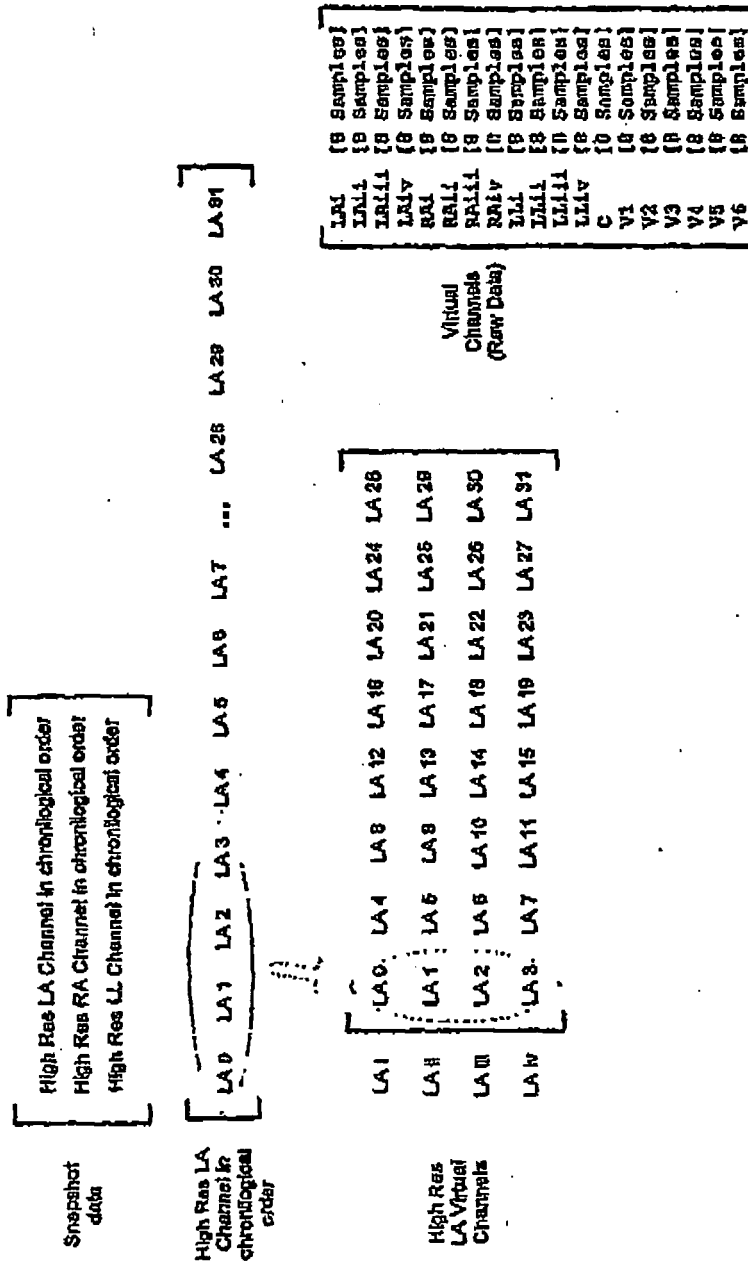 Snapshot
data
High Res LA Channel in chronilogical order
High Res RA Channel in chronilogical order
High Res LL Channel in chronilogical order
High Res LA
Channel in
chronilogical
order
LA 0 LA 1 LA 2 LA 3 LA 4 LA 5 LA 6 LA 7 ... LA 28 LA 29 LA 30 LA 31
High Res
LA Virtual
Channels
LA i LA 0 LA 4 LA 8 LA 12 LA 16 LA 20 LA 24 LA 28
LA ii LA 1 LA 5 LA 9 LA 13 LA 17 LA 21 LA 25 LA 29
LA iii LA 2 LA 6 LA 10 LA 14 LA 18 LA 22 LA 26 LA 30
LA iv LA 3 LA 7 LA 11 LA 15 LA 19 LA 23 LA 27 LA 31
Virtual
Channels
(Raw Data)
LAi [8 Samples]
LAii [8 Samples]
LAiii [8 Samples]
LAiv [8 Samples]
RAi [8 Samples]
RAii [8 Samples]
RAiii [8 Samples]
RAiv [8 Samples]
LLi [8 Samples]
LLii [8 Samples]
LLiii [8 Samples]
LLiv [8 Samples]
C [8 Samples]
V1 [8 Samples]
V2 [8 Samples]
V3 [8 Samples]
V4 [8 Samples]
V5 [8 Samples]
V6 [8 Samples]